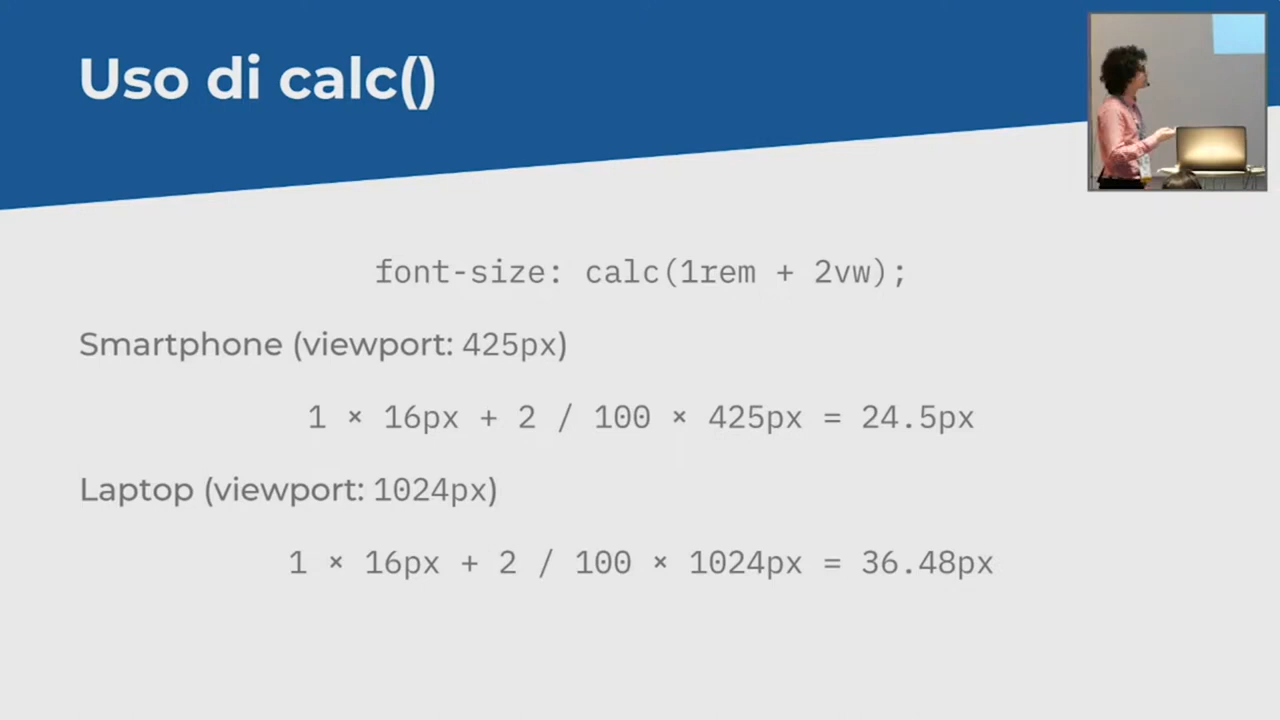 Uso di calc()
font-size: calc(1rem + 2vw);
Smartphone (viewport: 425px)
1 × 16px + 2 / 100 × 425px = 24.5px
Laptop (viewport: 1024px)
1 × 16px + 2 / 100 × 1024px = 36.48px